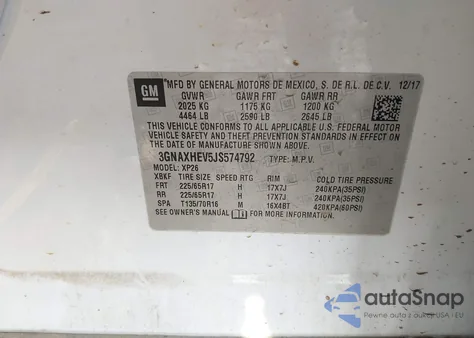 GM
*MFD BY GENERAL MOTORS DE MEXICO, S. DE R.L. DE C.V. 12/17
GVWR GAWR FRT GAWR RR
2025 KG 1175 KG 1200 KG
4464 LB 2590 LB 2645 LB
THIS VEHICLE CONFORMS TO ALL APPLICABLE
U.S. FEDERAL MOTOR VEHICLE SAFETY AND THEFT
PREVENTION STANDARDS IN EFFECT ON THE DATE OF
MANUFACTURE SHOWN ABOVE.
3GNAXHEV5JS574792 TYPE: M.P.V.
MODEL: XP26
XBKF TIRE SIZE SPEED RTG RIM COLD TIRE PRESSURE
FRT 225/65R17 H 17X7J 240KPA(35PSI)
RR 225/65R17 H 17X7J 240KPA(35PSI)
SPA T135/70R16 M 16X4BT 420KPA(60PSI)
SEE OWNER'S MANUAL FOR MORE INFORMATION.
autoSnap
Pewne auto z USA i EU